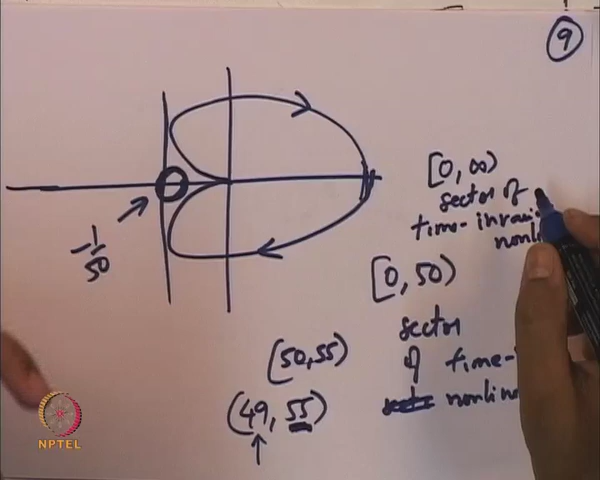 9
[0, ∞)
sector of
time-invari
nonl
-1/50
[0, 50)
sector
of time-i
nonlin
[50, 55)
(49, 55)
NPTEL